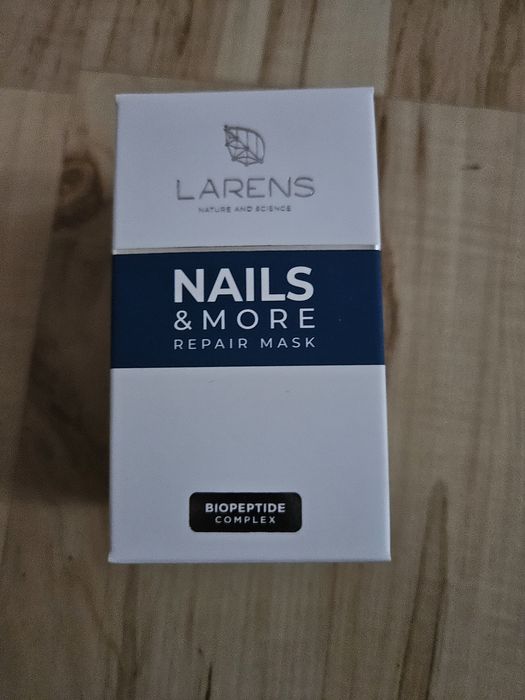 LARENS
NATURE AND SCIENCE
NAILS
&MORE
REPAIR MASK
BIOPEPTIDE
COMPLEX